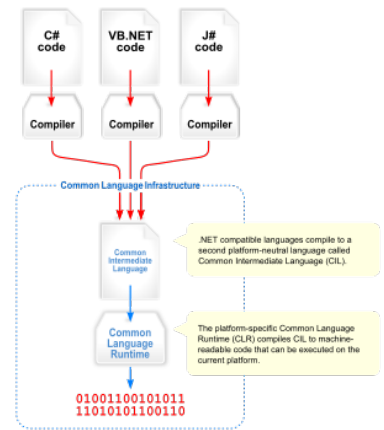 C#
code
VB.NET
code
J#
code
Compiler
Compiler
Compiler
Common Language Infrastructure
Common
Intermediate
Language
.NET compatible languages compile to a
second platform-neutral language called
Common Intermediate Language (CIL).
Common
Language
Runtime
The platform-specific Common Language
Runtime (CLR) compiles CIL to machine-
readable code that can be executed on the
current platform.
01001100101011
11010101100110